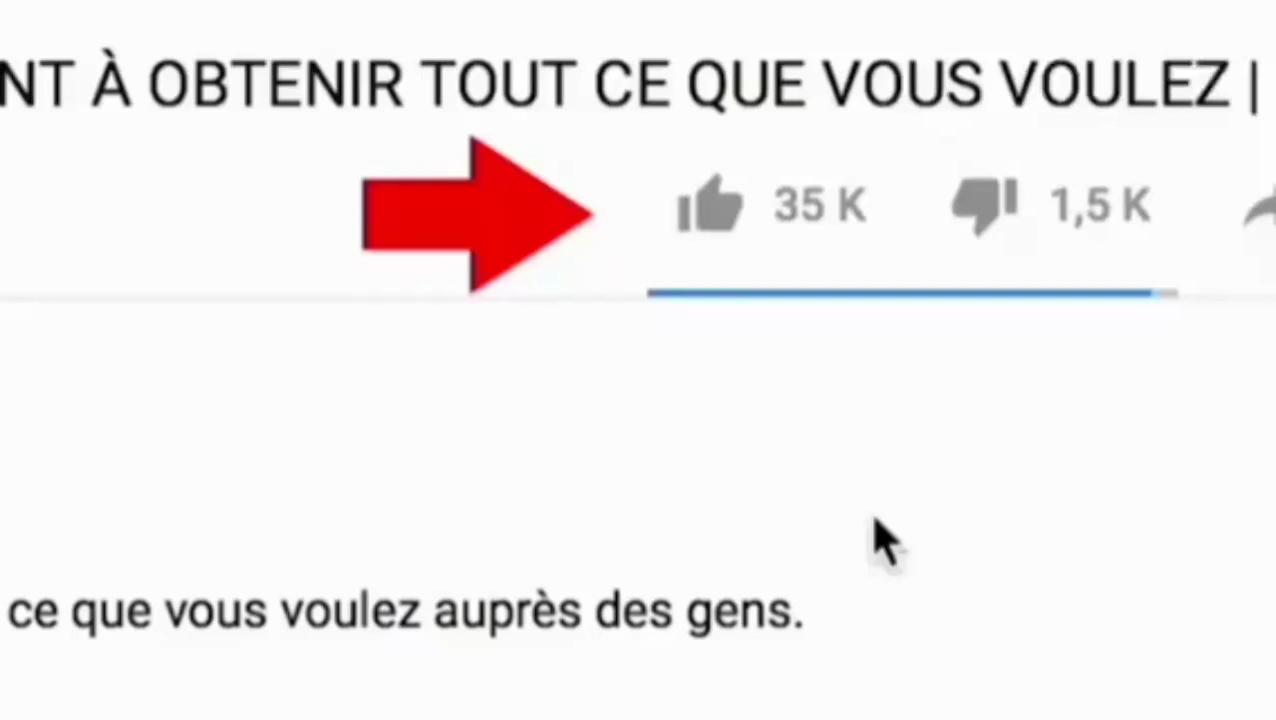 NT À OBTENIR TOUT CE QUE VOUS VOULEZ |
35 K 1,5 K
ce que vous voulez auprès des gens.